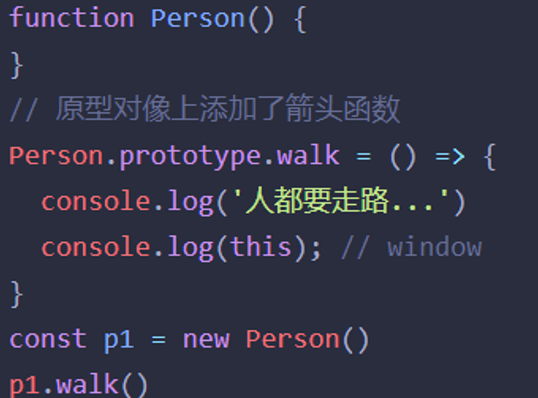 function Person() {
}
// 原型对像上添加了箭头函数
Person.prototype.walk = () => {
  console.log('人都要走路...')
  console.log(this); // window
}
const p1 = new Person()
p1.walk()